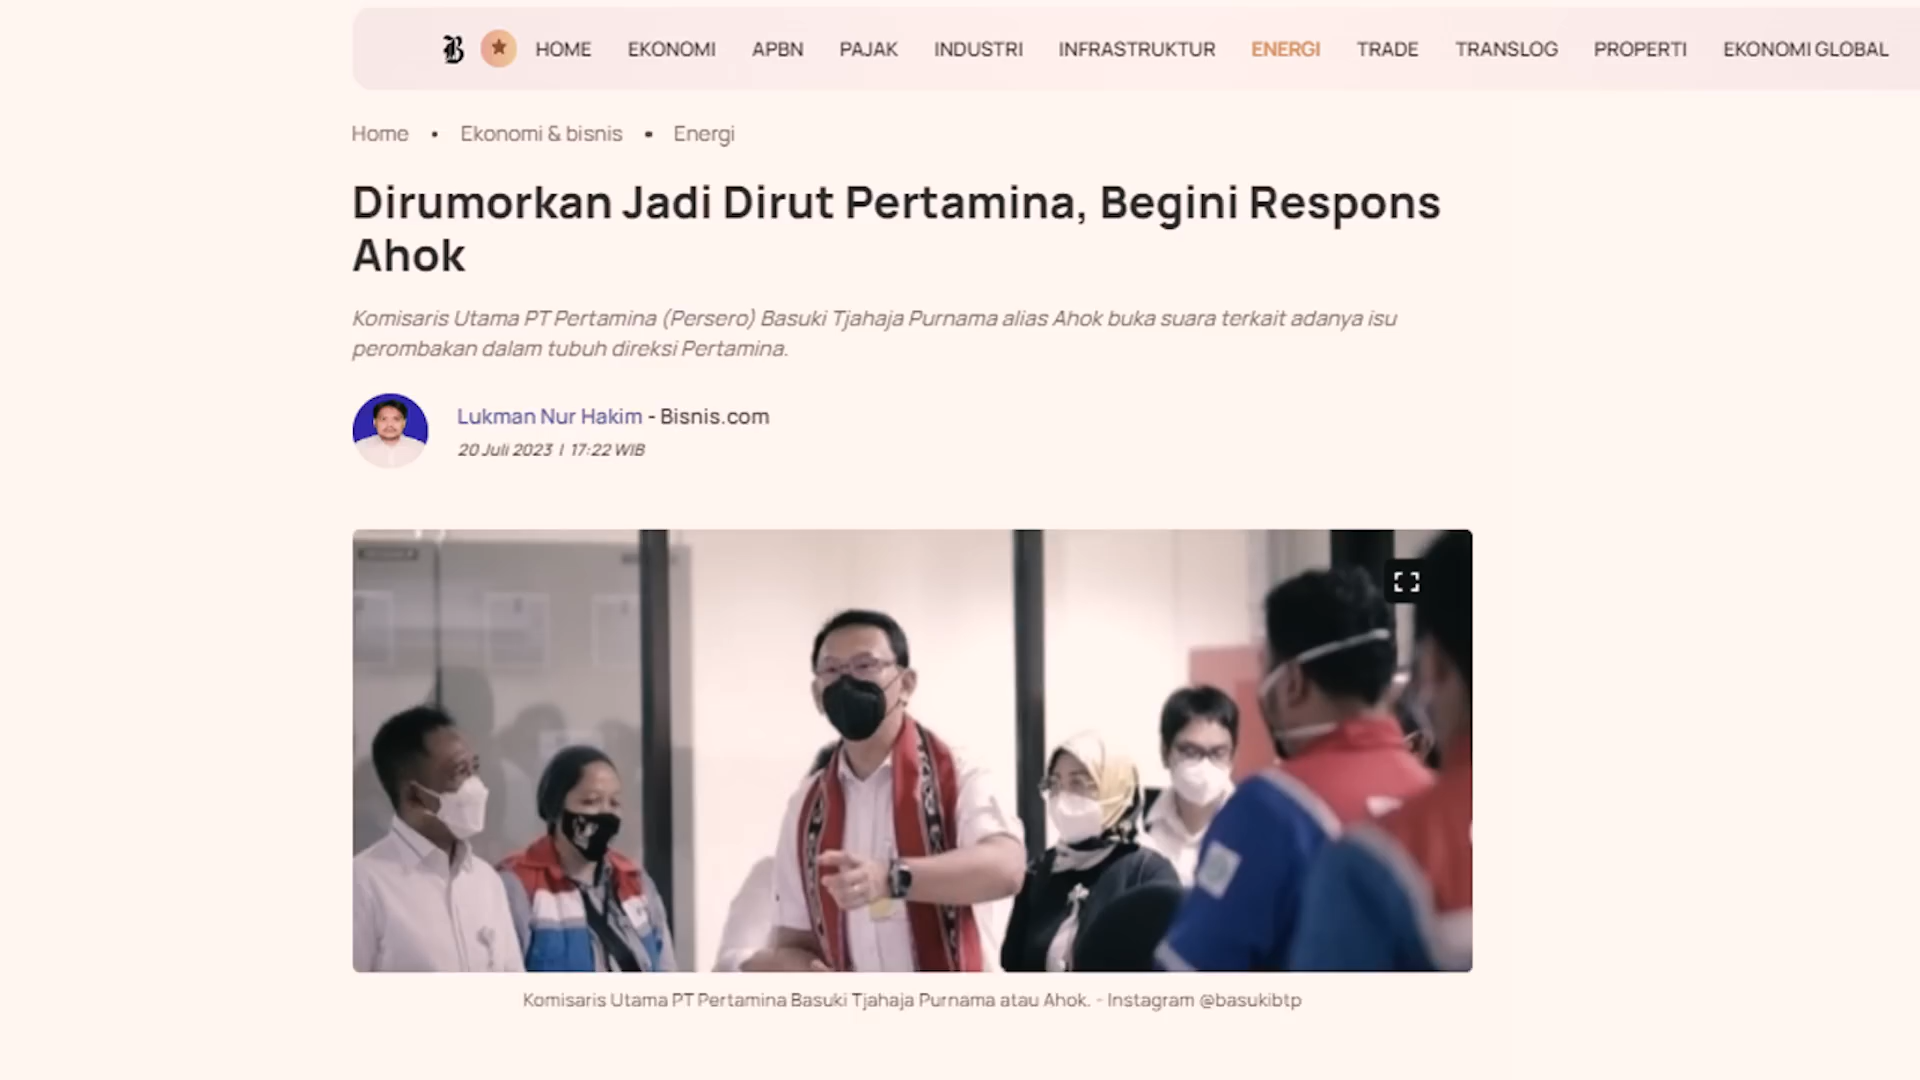 B HOME EKONOMI APBN PAJAK INDUSTRI INFRASTRUKTUR ENERGI TRADE TRANSLOG PROPERTI EKONOMI GLOBAL
Home • Ekonomi & bisnis • Energi
Dirumorkan Jadi Dirut Pertamina, Begini Respons
Ahok
Komisaris Utama PT Pertamina (Persero) Basuki Tjahaja Purnama alias Ahok buka suara terkait adanya isu
perombakan dalam tubuh direksi Pertamina.
Lukman Nur Hakim - Bisnis.com
20 Juli 2023 | 17:22 WIB
Komisaris Utama PT Pertamina Basuki Tjahaja Purnama atau Ahok. - Instagram @basukibtp